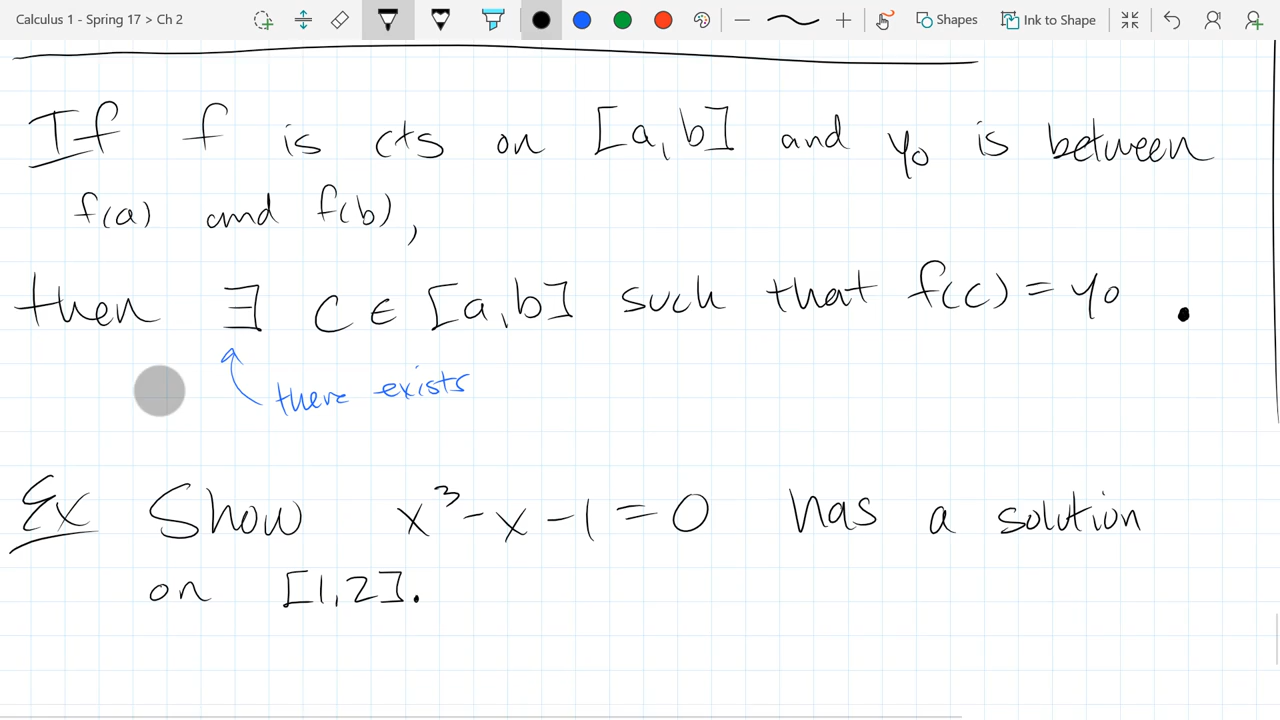 Calculus 1 - Spring 17 > Ch 2
Shapes
Ink to Shape
If f is cts on [a,b] and y₀ is between
f(a) and f(b),
then ∃ c ∈ [a,b] such that f(c) = y₀ .
there exists
Ex Show x³-x-1=0 has a solution
on [1,2].